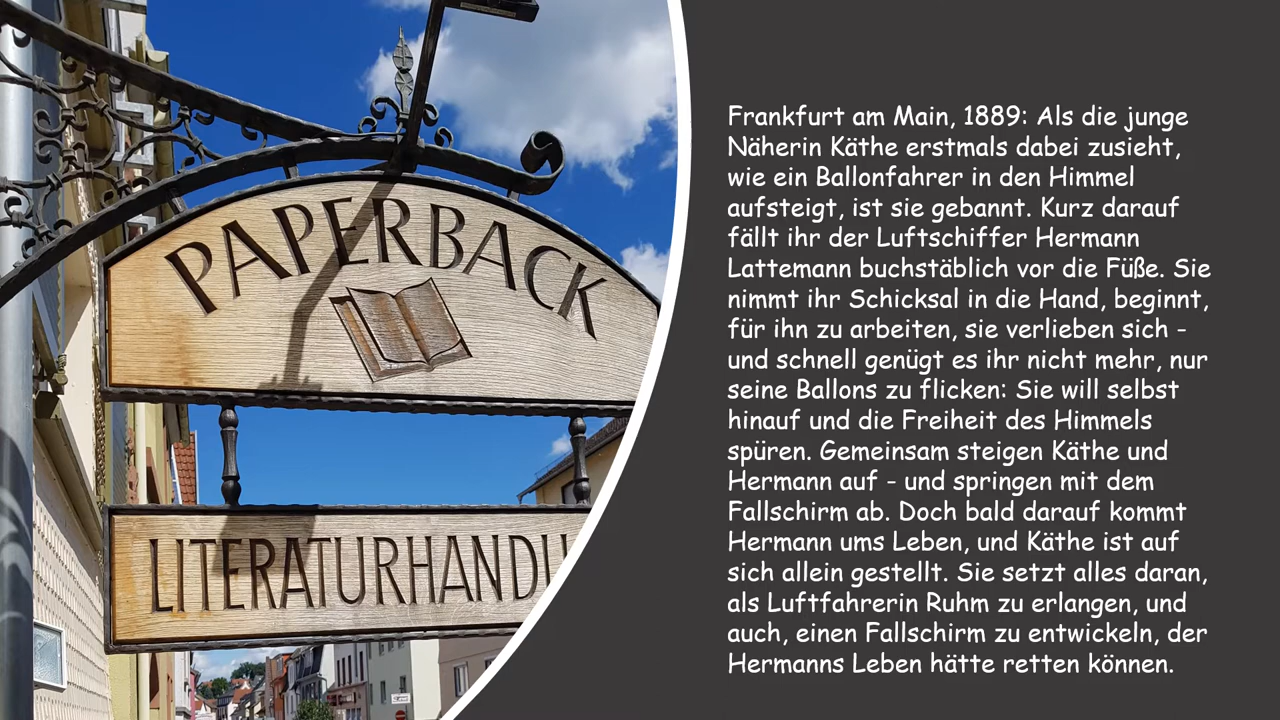 PAPERBACK
LITERATURHANDLU
Frankfurt am Main, 1889: Als die junge
Näherin Käthe erstmals dabei zusieht,
wie ein Ballonfahrer in den Himmel
aufsteigt, ist sie gebannt. Kurz darauf
fällt ihr der Luftschiffer Hermann
Lattemann buchstäblich vor die Füße. Sie
nimmt ihr Schicksal in die Hand, beginnt,
für ihn zu arbeiten, sie verlieben sich -
und schnell genügt es ihr nicht mehr, nur
seine Ballons zu flicken: Sie will selbst
hinauf und die Freiheit des Himmels
spüren. Gemeinsam steigen Käthe und
Hermann auf - und springen mit dem
Fallschirm ab. Doch bald darauf kommt
Hermann ums Leben, und Käthe ist auf
sich allein gestellt. Sie setzt alles daran,
als Luftfahrerin Ruhm zu erlangen, und
auch, einen Fallschirm zu entwickeln, der
Hermanns Leben hätte retten können.